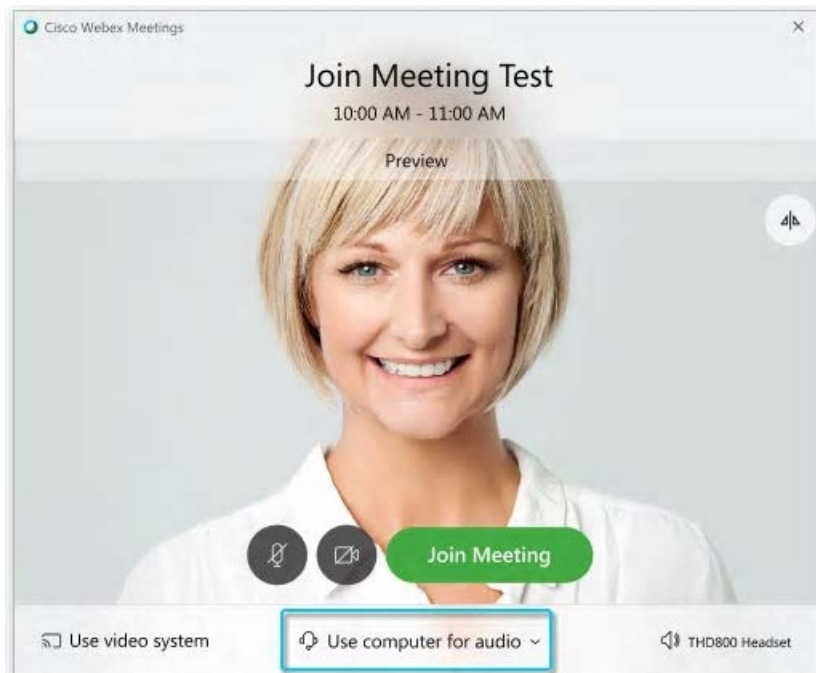 Cisco Webex Meetings
Join Meeting Test
10:00 AM - 11:00 AM
Preview
Join Meeting
Use video system
Use computer for audio
THD800 Headset